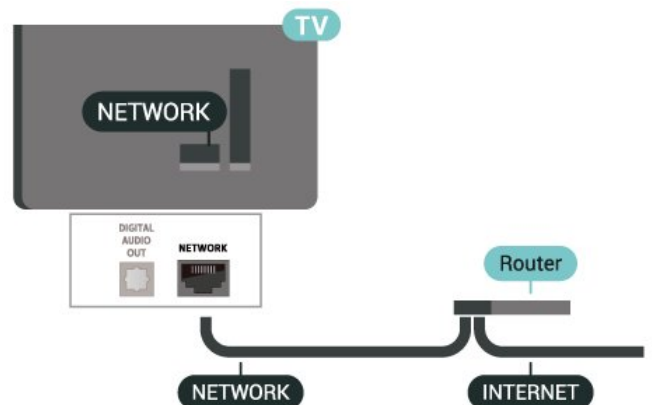 TV
NETWORK
DIGITAL
AUDIO
OUT
NETWORK
Router
NETWORK
INTERNET